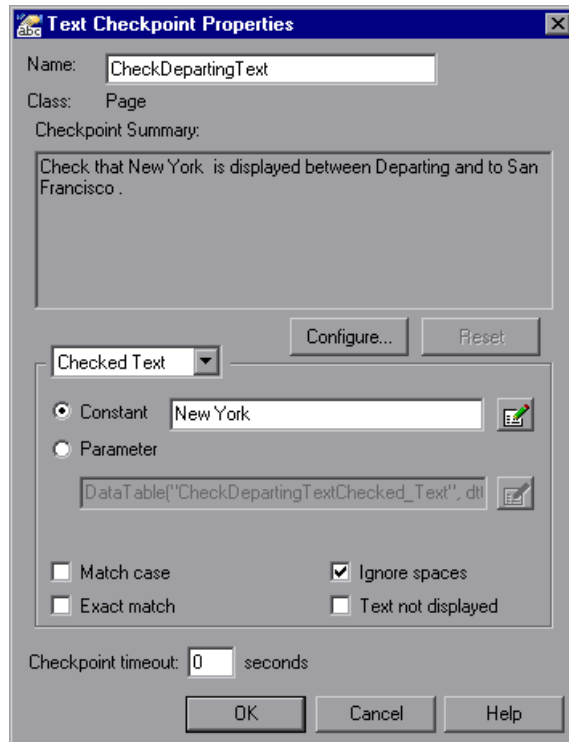 Text Checkpoint Properties
Name: CheckDepartingText
Class: Page
Checkpoint Summary:
Check that New York  is displayed between Departing and to San
Francisco .
Configure... Reset
Checked Text
Constant New York
Parameter
DataTable("CheckDepartingTextChecked_Text", dt
Match case Ignore spaces
Exact match Text not displayed
Checkpoint timeout: 0 seconds
OK Cancel Help